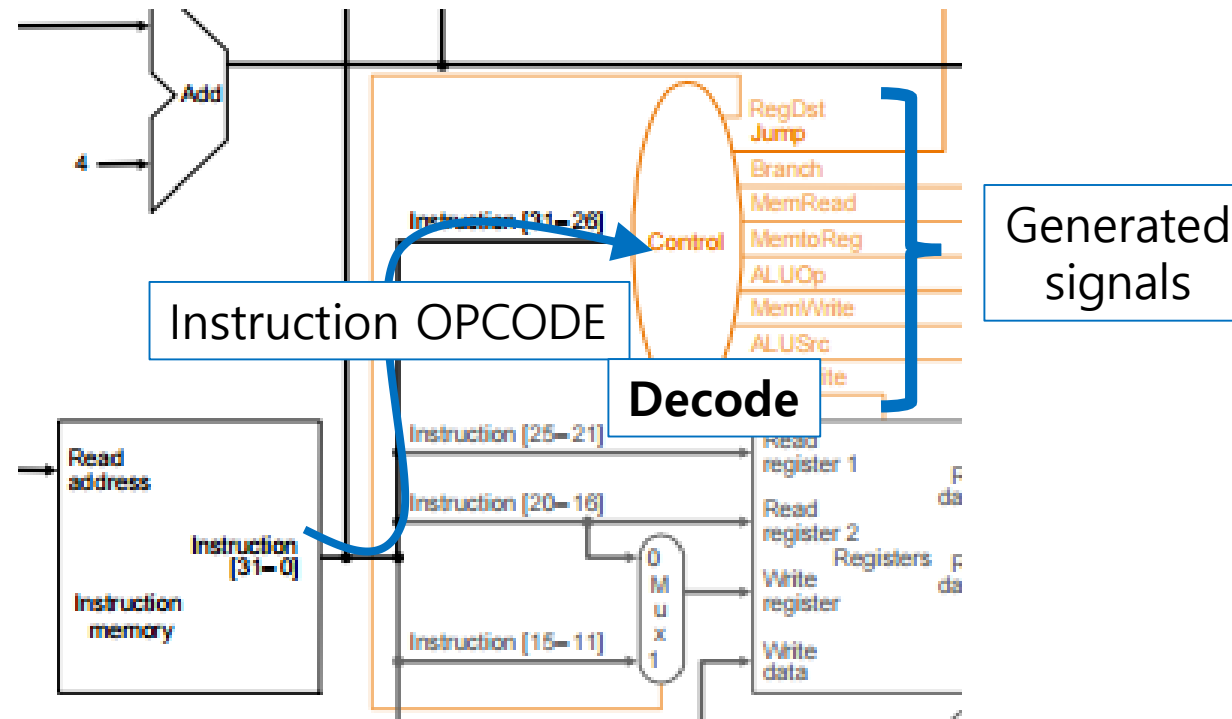 Add
4
RegDst
Jump
Branch
MemRead
MemtoReg
ALUOp
MemWrite
ALUSrc
Control
Instruction [31–26]
Generated
signals
Instruction OPCODE
Decode
Instruction [25–21]
Instruction [20–16]
Instruction [15–11]
Read
address
Instruction
[31–0]
Instruction
memory
0
M
u
x
1
Read
register 1
Read
register 2
Registers
Write
register
Write
data